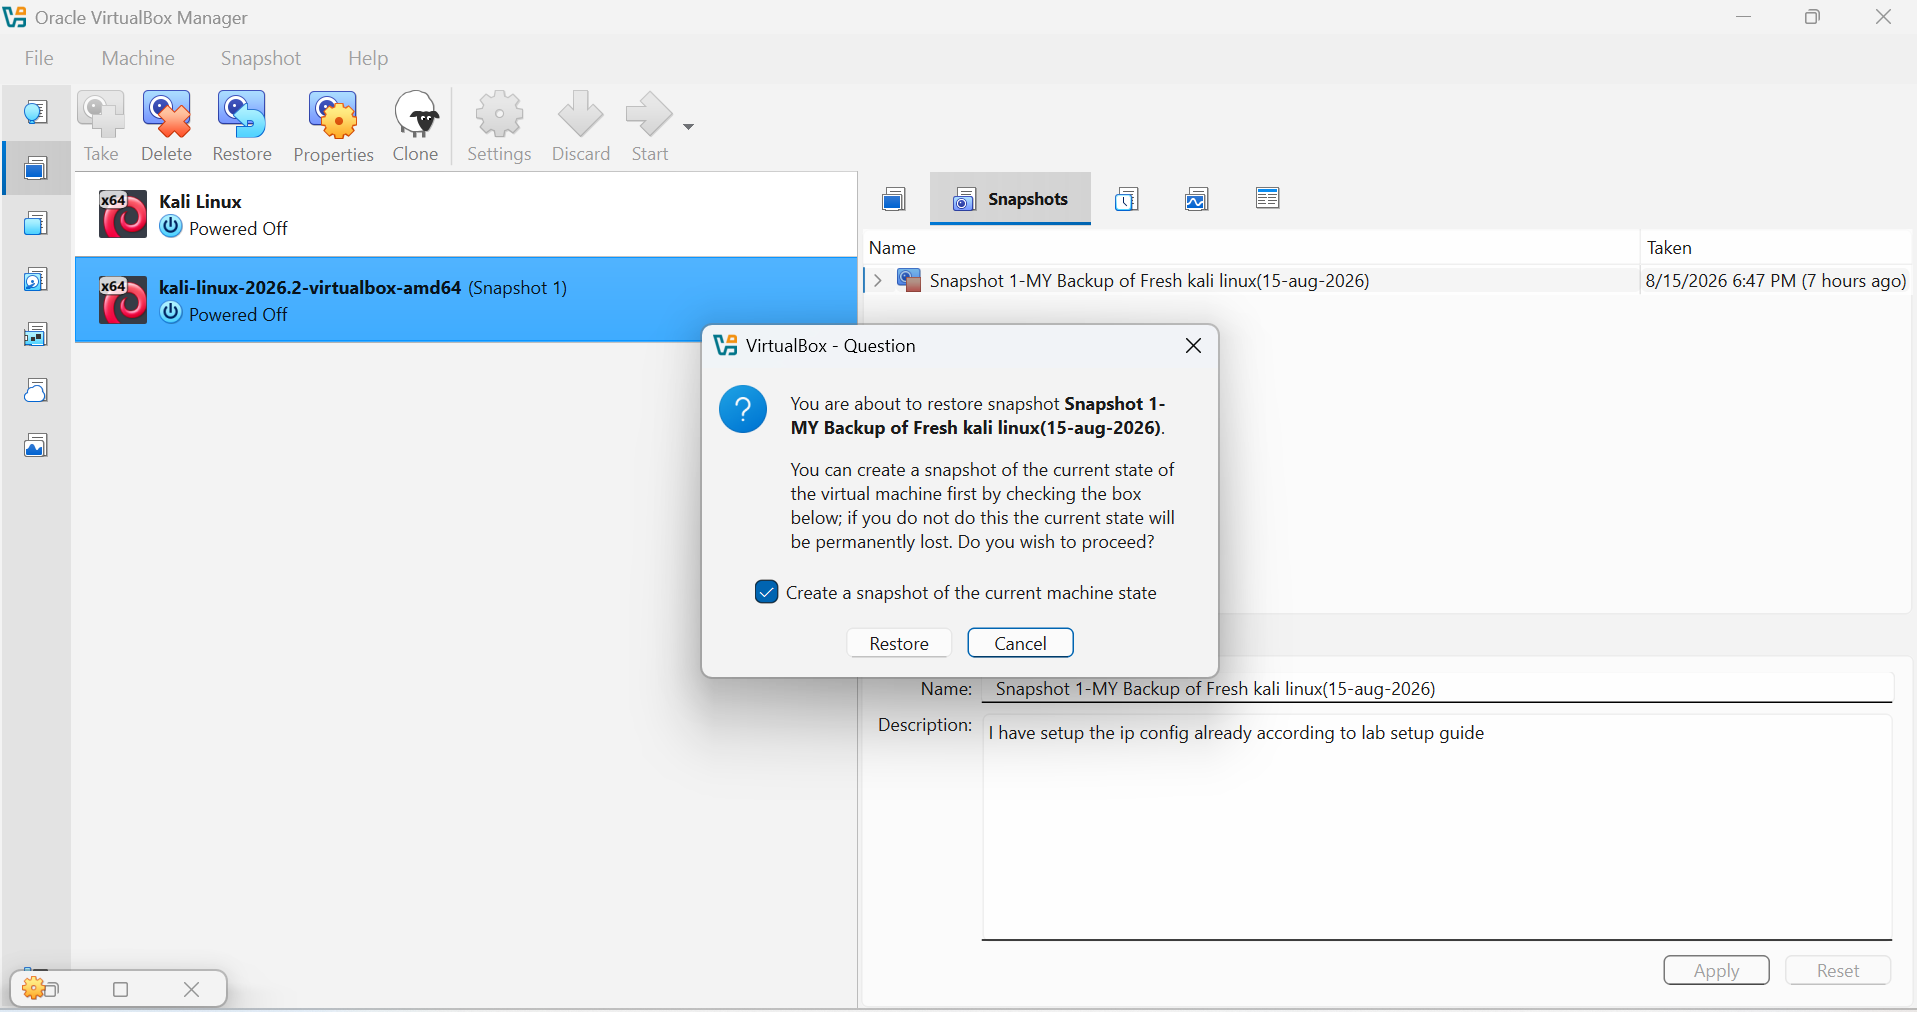 Oracle VirtualBox Manager
File Machine Snapshot Help
Take Delete Restore Properties Clone Settings Discard Start
x64 Kali Linux
Powered Off
x64 kali-linux-2026.2-virtualbox-amd64 (Snapshot 1)
Powered Off
Snapshots
Name Taken
Snapshot 1-MY Backup of Fresh kali linux(15-aug-2026) 8/15/2026 6:47 PM (7 hours ago)
VirtualBox - Question
You are about to restore snapshot Snapshot 1-
MY Backup of Fresh kali linux(15-aug-2026).
You can create a snapshot of the current state of
the virtual machine first by checking the box
below; if you do not do this the current state will
be permanently lost. Do you wish to proceed?
Create a snapshot of the current machine state
Restore Cancel
Name: Snapshot 1-MY Backup of Fresh kali linux(15-aug-2026)
Description: I have setup the ip config already according to lab setup guide
Apply Reset